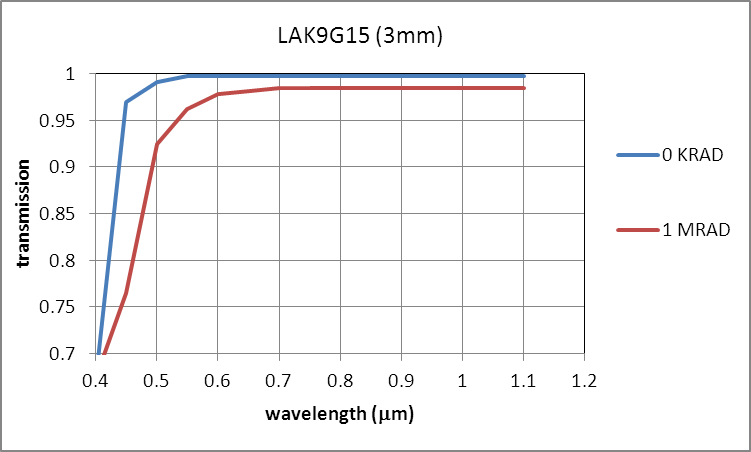 LAK9G15 (3mm)
1
0.95
0.9
0.85
0.8
0.75
0.7
transmission
0.4 0.5 0.6 0.7 0.8 0.9 1 1.1 1.2
wavelength (µm)
0 KRAD
1 MRAD